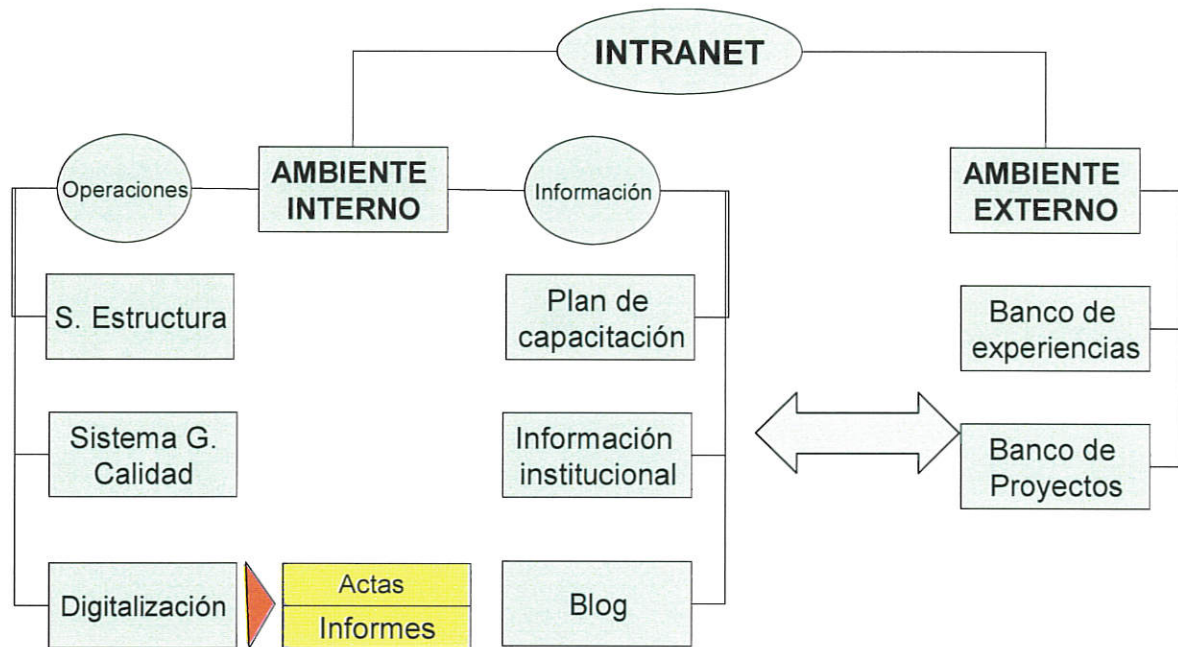 INTRANET
Operaciones
AMBIENTE
INTERNO
Información
AMBIENTE
EXTERNO
S. Estructura
Plan de
capacitación
Banco de
experiencias
Sistema G.
Calidad
Información
institucional
Banco de
Proyectos
Digitalización
Actas
Informes
Blog